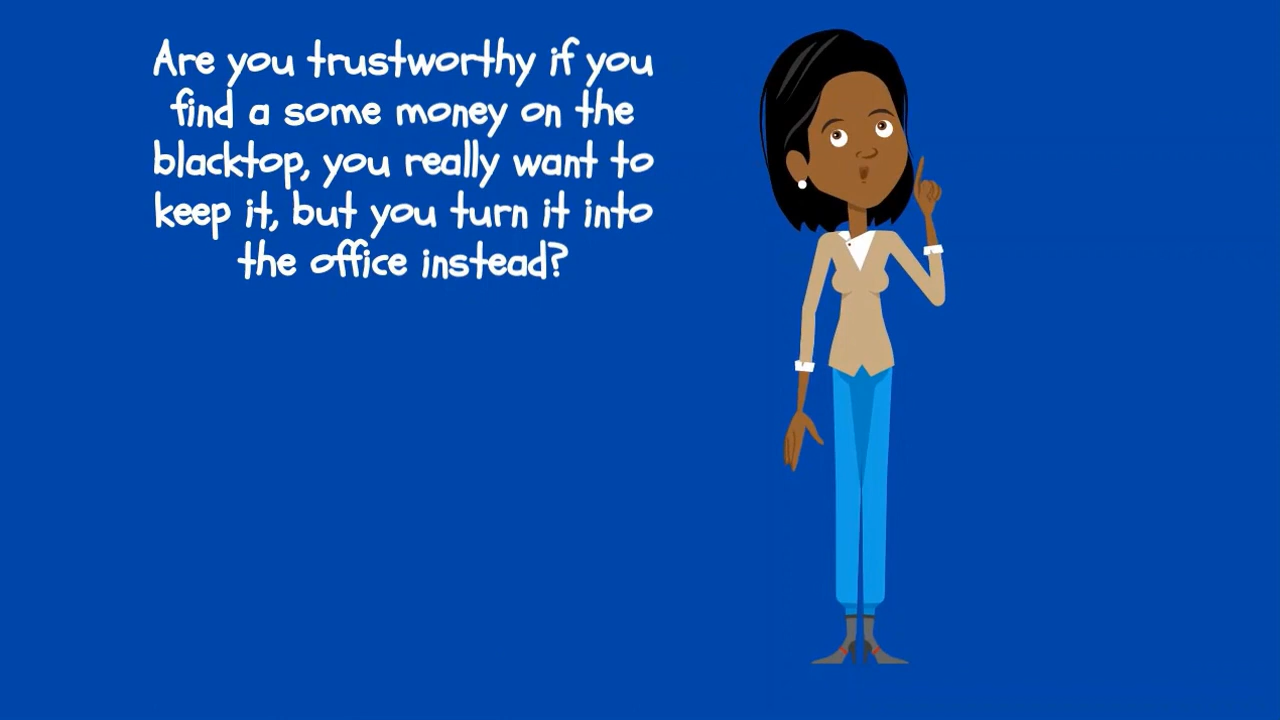 Are you trustworthy if you
find a some money on the
blacktop, you really want to
keep it, but you turn it into
the office instead?